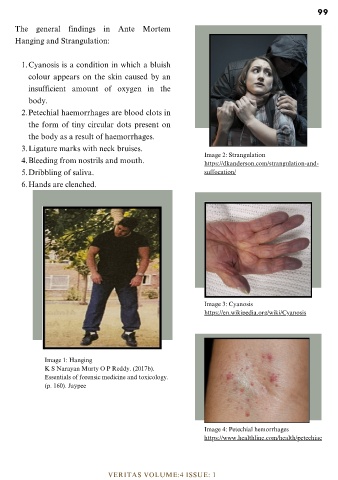 99
The general findings in Ante Mortem
Hanging and Strangulation:
1. Cyanosis is a condition in which a bluish
colour appears on the skin caused by an
insufficient amount of oxygen in the
body.
2. Petechial haemorrhages are blood clots in
the form of tiny circular dots present on
the body as a result of haemorrhages.
3. Ligature marks with neck bruises.
4. Bleeding from nostrils and mouth.
5. Dribbling of saliva.
6. Hands are clenched.
Image 1: Hanging
K S Narayan Murty O P Reddy. (2017b).
Essentials of forensic medicine and toxicology.
(p. 160). Jaypee
Image 2: Strangulation
https://dkanderson.com/strangulation-and-
suffocation/
Image 3: Cyanosis
https://en.wikipedia.org/wiki/Cyanosis
Image 4: Petechial hemorrhages
https://www.healthline.com/health/petechiae
VERITAS VOLUME:4 ISSUE: 1